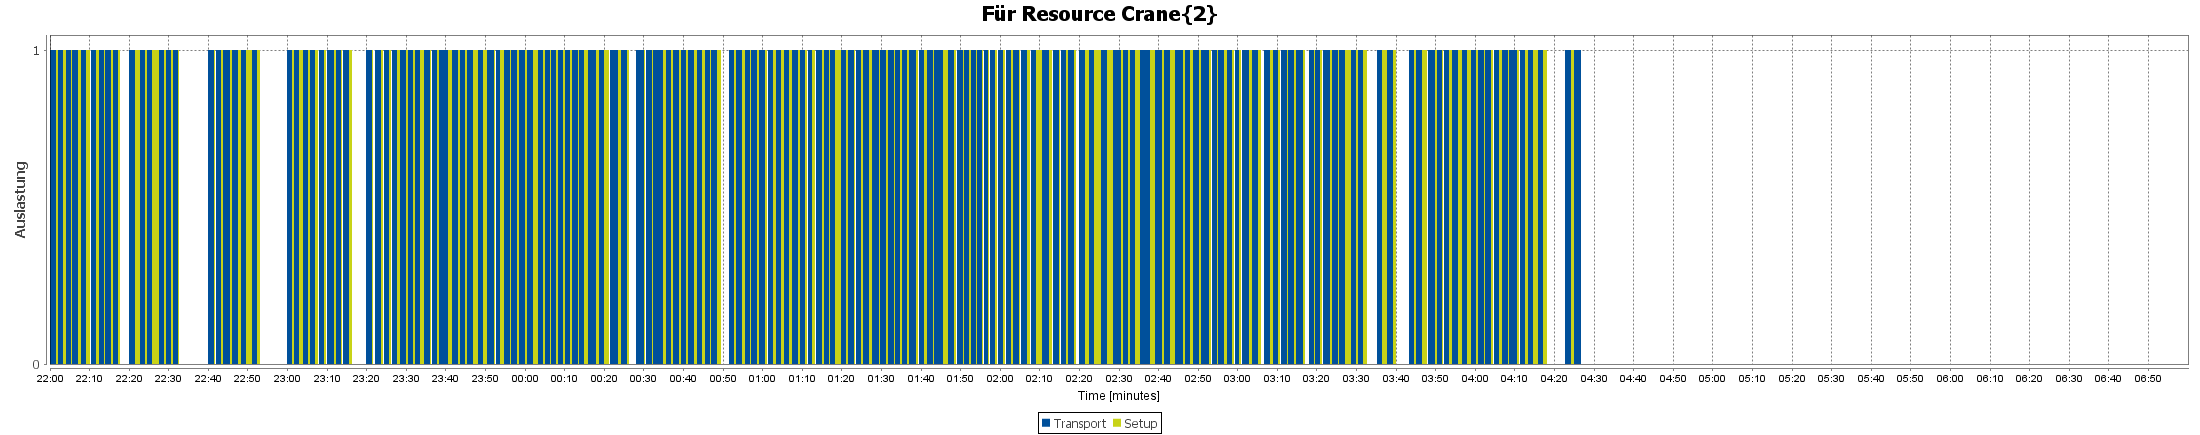 Für Resource Crane{2}
Auslastung
1
0
22:00 22:10 22:20 22:30 22:40 22:50 23:00 23:10 23:20 23:30 23:40 23:50 00:00 00:10 00:20 00:30 00:40 00:50 01:00 01:10 01:20 01:30 01:40 01:50 02:00 02:10 02:20 02:30 02:40 02:50 03:00 03:10 03:20 03:30 03:40 03:50 04:00 04:10 04:20 04:30 04:40 04:50 05:00 05:10 05:20 05:30 05:40 05:50 06:00 06:10 06:20 06:30 06:40 06:50
Time [minutes]
Transport Setup